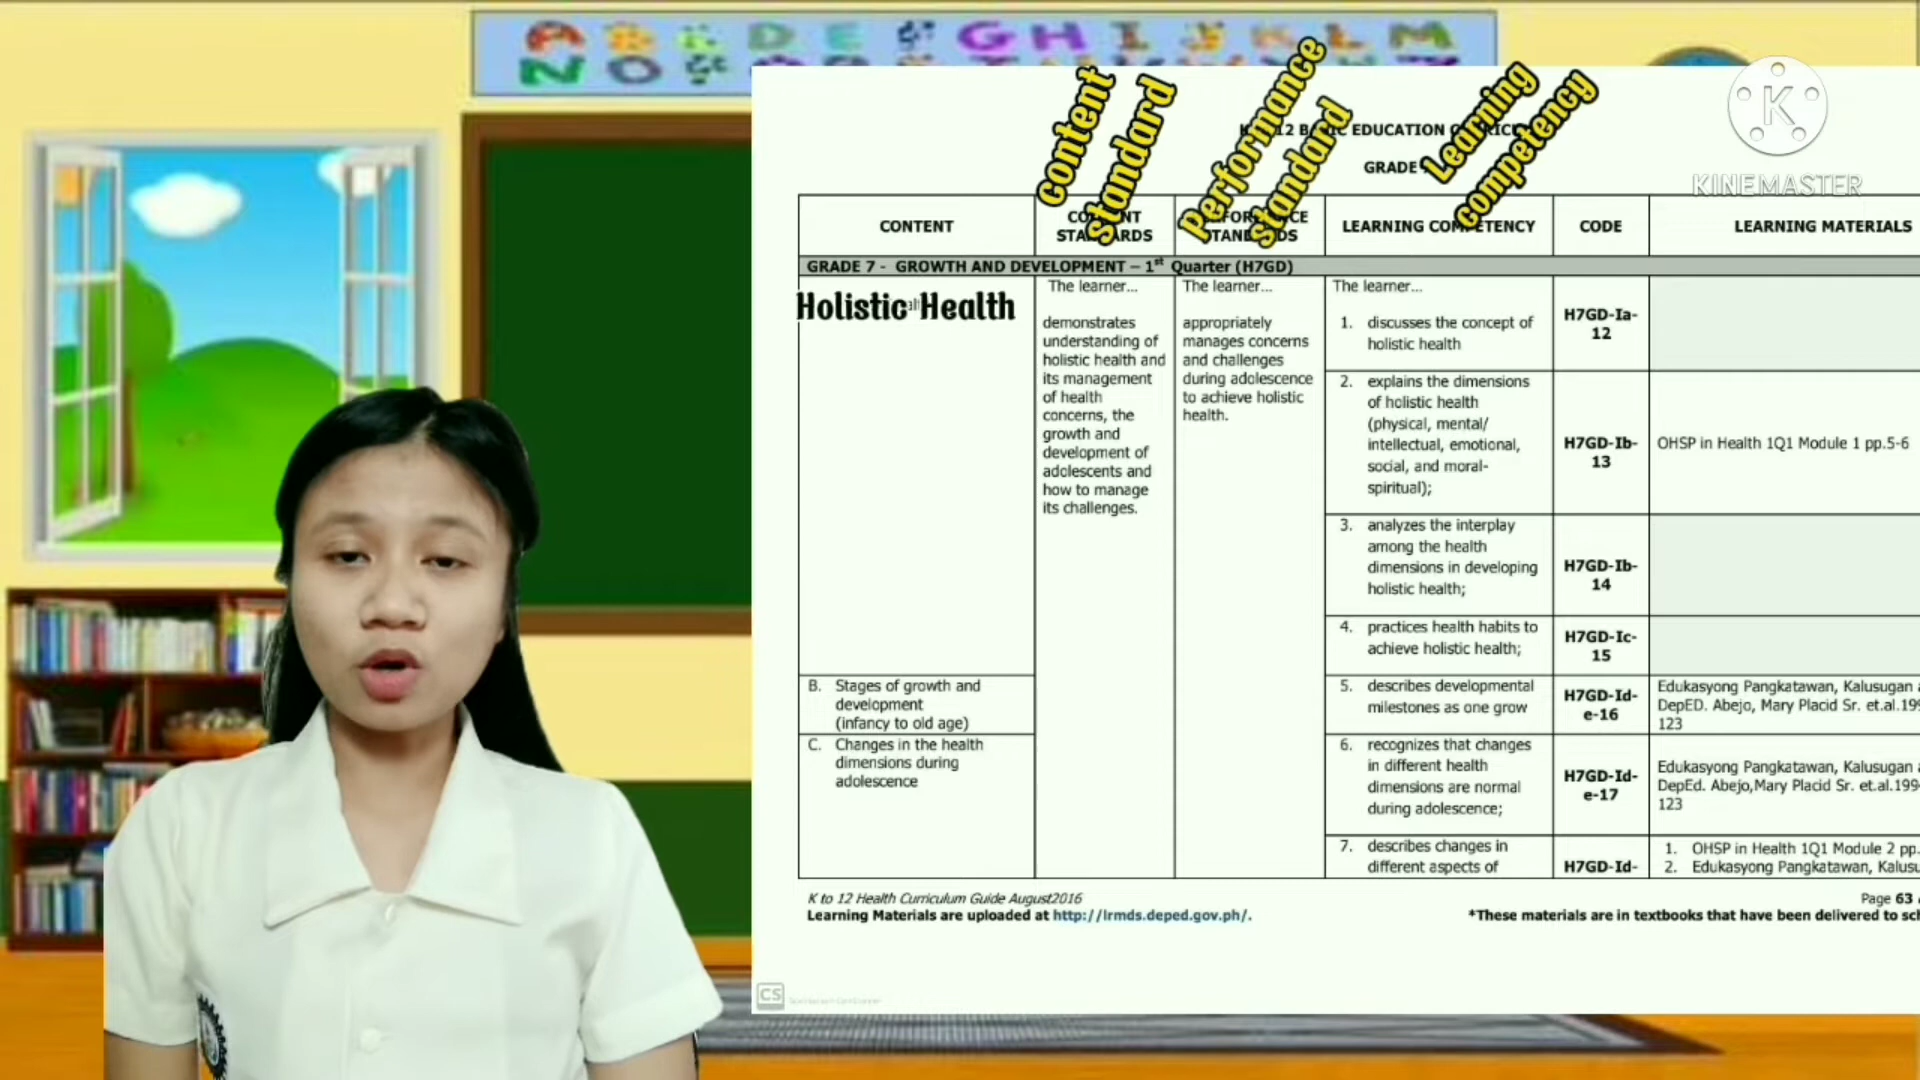 A B C D E F G H I J K L M
N O
Content
standard
performance
standard
Learning
competency
K
KINEMASTER
12 EDUCATION
GRADE
CONTENT
STANDARDS
STANDARDS
LEARNING COMPETENCY
CODE
LEARNING MATERIALS
GRADE 7 - GROWTH AND DEVELOPMENT – 1st Quarter (H7GD)
Holistic Health
The learner...
demonstrates
understanding of
holistic health and
its management
of health
concerns, the
growth and
development of
adolescents and
how to manage
its challenges.
The learner...
appropriately
manages concerns
and challenges
during adolescence
to achieve holistic
health.
The learner...
1. discusses the concept of
holistic health
H7GD-Ia-
12
2. explains the dimensions
of holistic health
(physical, mental/
intellectual, emotional,
social, and moral-
spiritual);
H7GD-Ib-
13
OHSP in Health 1Q1 Module 1 pp.5-6
3. analyzes the interplay
among the health
dimensions in developing
holistic health;
H7GD-Ib-
14
4. practices health habits to
achieve holistic health;
H7GD-Ic-
15
B. Stages of growth and
development
(infancy to old age)
5. describes developmental
milestones as one grow
H7GD-Id-
e-16
Edukasyong Pangkatawan, Kalusugan
DepED. Abejo, Mary Placid Sr. et.al.199
123
C. Changes in the health
dimensions during
adolescence
6. recognizes that changes
in different health
dimensions are normal
during adolescence;
H7GD-Id-
e-17
Edukasyong Pangkatawan, Kalusugan
DepEd. Abejo,Mary Placid Sr. et.al.199
123
7. describes changes in
different aspects of
H7GD-Id-
1. OHSP in Health 1Q1 Module 2 pp.
2. Edukasyong Pangkatawan, Kalusu
K to 12 Health Curriculum Guide August2016
Page 63
Learning Materials are uploaded at http://lrmds.deped.gov.ph/.
*These materials are in textbooks that have been delivered to sch
CS